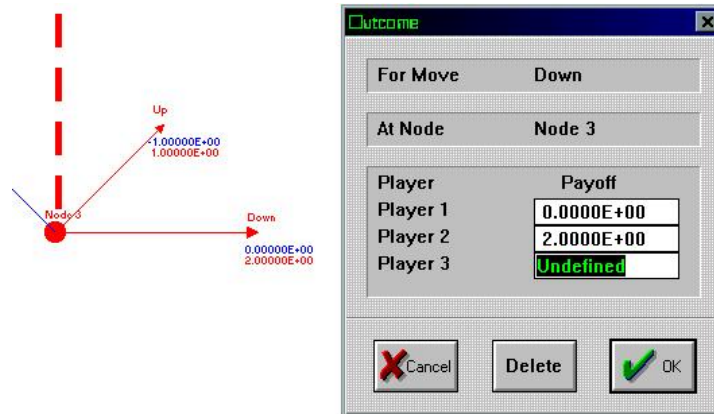 Up
-1.00000E+00
1.00000E+00
Node 3
Down
0.00000E+00
2.00000E+00
Outcome
For Move Down
At Node Node 3
Player Payoff
Player 1 0.0000E+00
Player 2 2.0000E+00
Player 3 Undefined
Cancel Delete OK